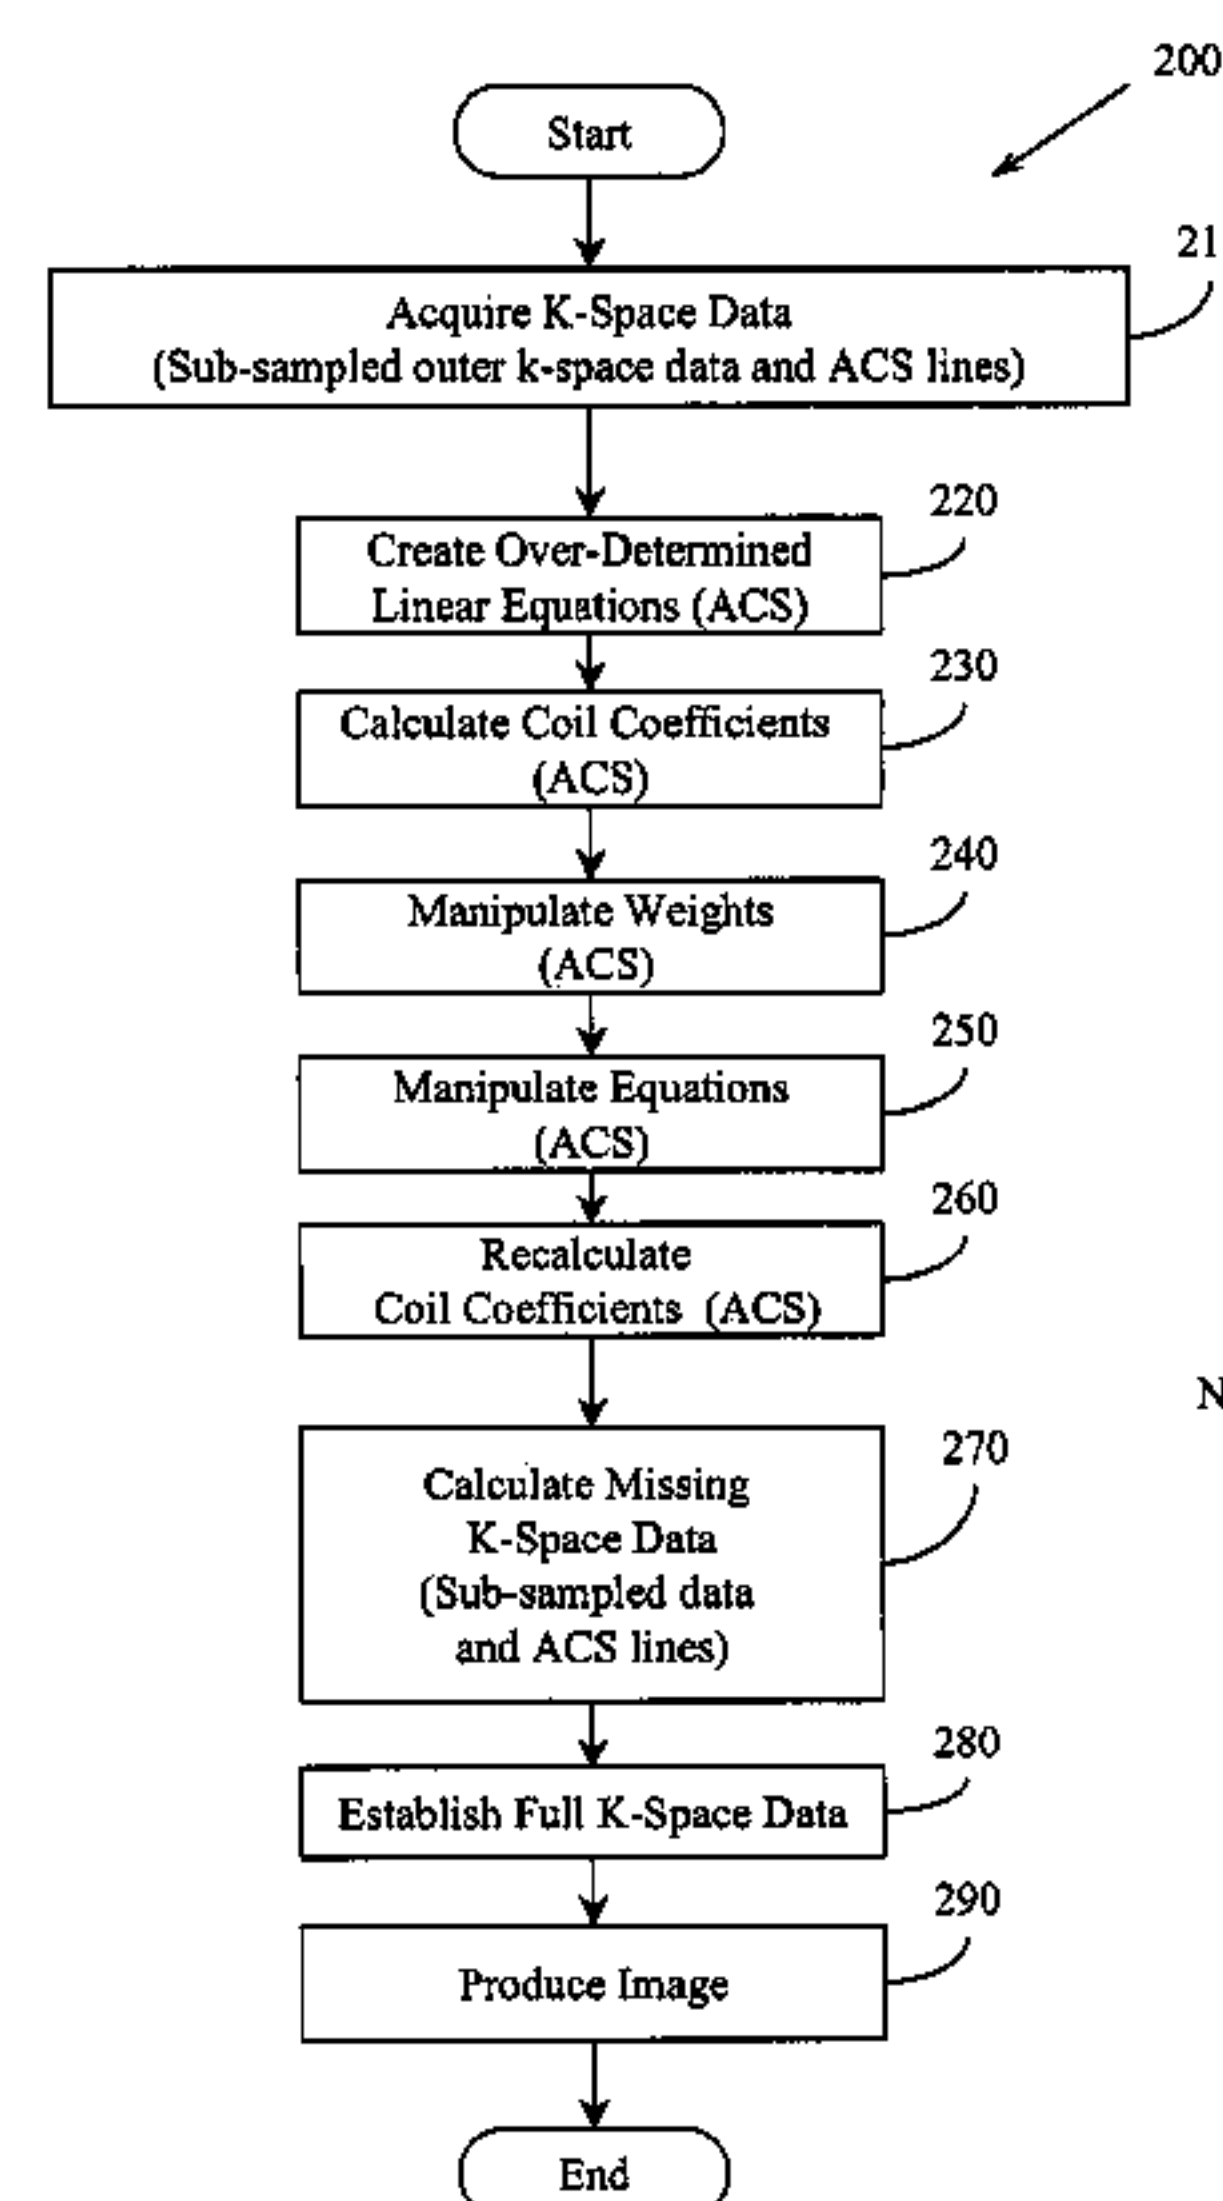 200
Start
21
Acquire K-Space Data
(Sub-sampled outer k-space data and ACS lines)
220
Create Over-Determined
Linear Equations (ACS)
230
Calculate Coil Coefficients
(ACS)
240
Manipulate Weights
(ACS)
250
Manipulate Equations
(ACS)
260
Recalculate
Coil Coefficients (ACS)
N
270
Calculate Missing
K-Space Data
(Sub-sampled data
and ACS lines)
280
Establish Full K-Space Data
290
Produce Image
End